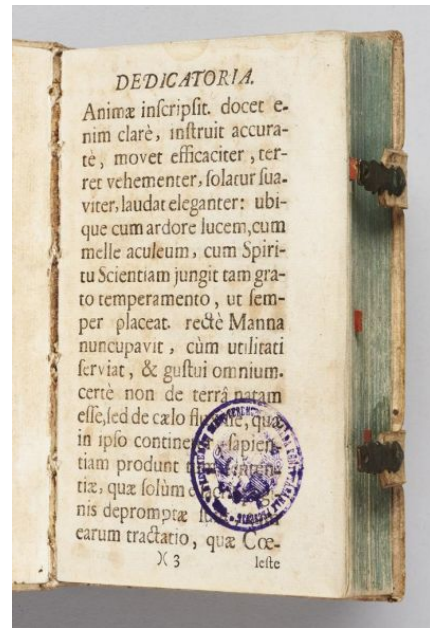 DEDICATORIA.
Animæ inſcripſit. docet e-
nim clarè, inſtruit accura-
tè, movet efficaciter, ter-
ret vehementer, ſolatur ſua-
viter, laudat eleganter: ubi-
que cum ardore lucem, cum
melle aculeum, cum Spiri-
tu Scientiam jungit tam gra-
to temperamento, ut ſem-
per placeat. rectè Manna
nuncupavit, cùm utilitati
ſerviat, & guſtui omnium.
certè non de terrâ natam
eſſe, ſed de cælo quæ
in ipſo ſapien-
tiam produnt
tiæ, quæ ſolùm
nis depromptæ
earum tractatio, quæ Cœ-
)( 3 leſte